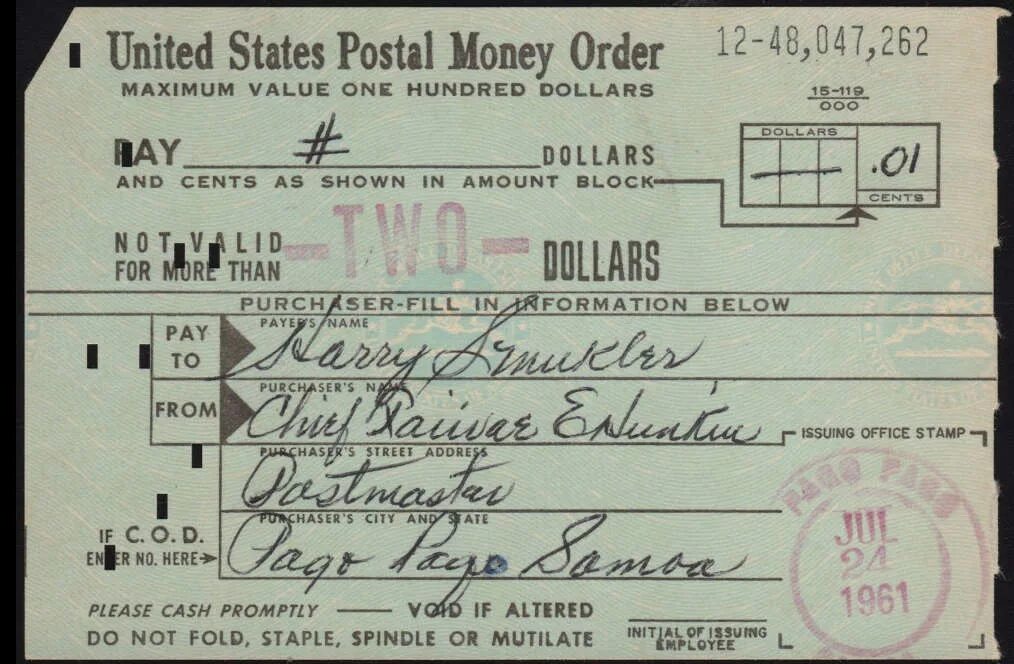 United States Postal Money Order 12-48,047,262
MAXIMUM VALUE ONE HUNDRED DOLLARS
15-119
000
PAY # DOLLARS
DOLLARS
.01
CENTS
AND CENTS AS SHOWN IN AMOUNT BLOCK
NOT VALID
FOR MORE THAN
-TWO- DOLLARS
PURCHASER-FILL IN INFORMATION BELOW
PAY TO
PAYEE'S NAME
Harry Smukler
FROM
PURCHASER'S NAME
Chief
ISSUING OFFICE STAMP
PURCHASER'S STREET ADDRESS
Postmaster
PURCHASER'S CITY AND STATE
Pago Pago Samoa
IF C.O.D.
ENTER NO. HERE
PAGO PAGO
JUL
24
1961
PLEASE CASH PROMPTLY — VOID IF ALTERED
DO NOT FOLD, STAPLE, SPINDLE OR MUTILATE
INITIAL OF ISSUING
EMPLOYEE